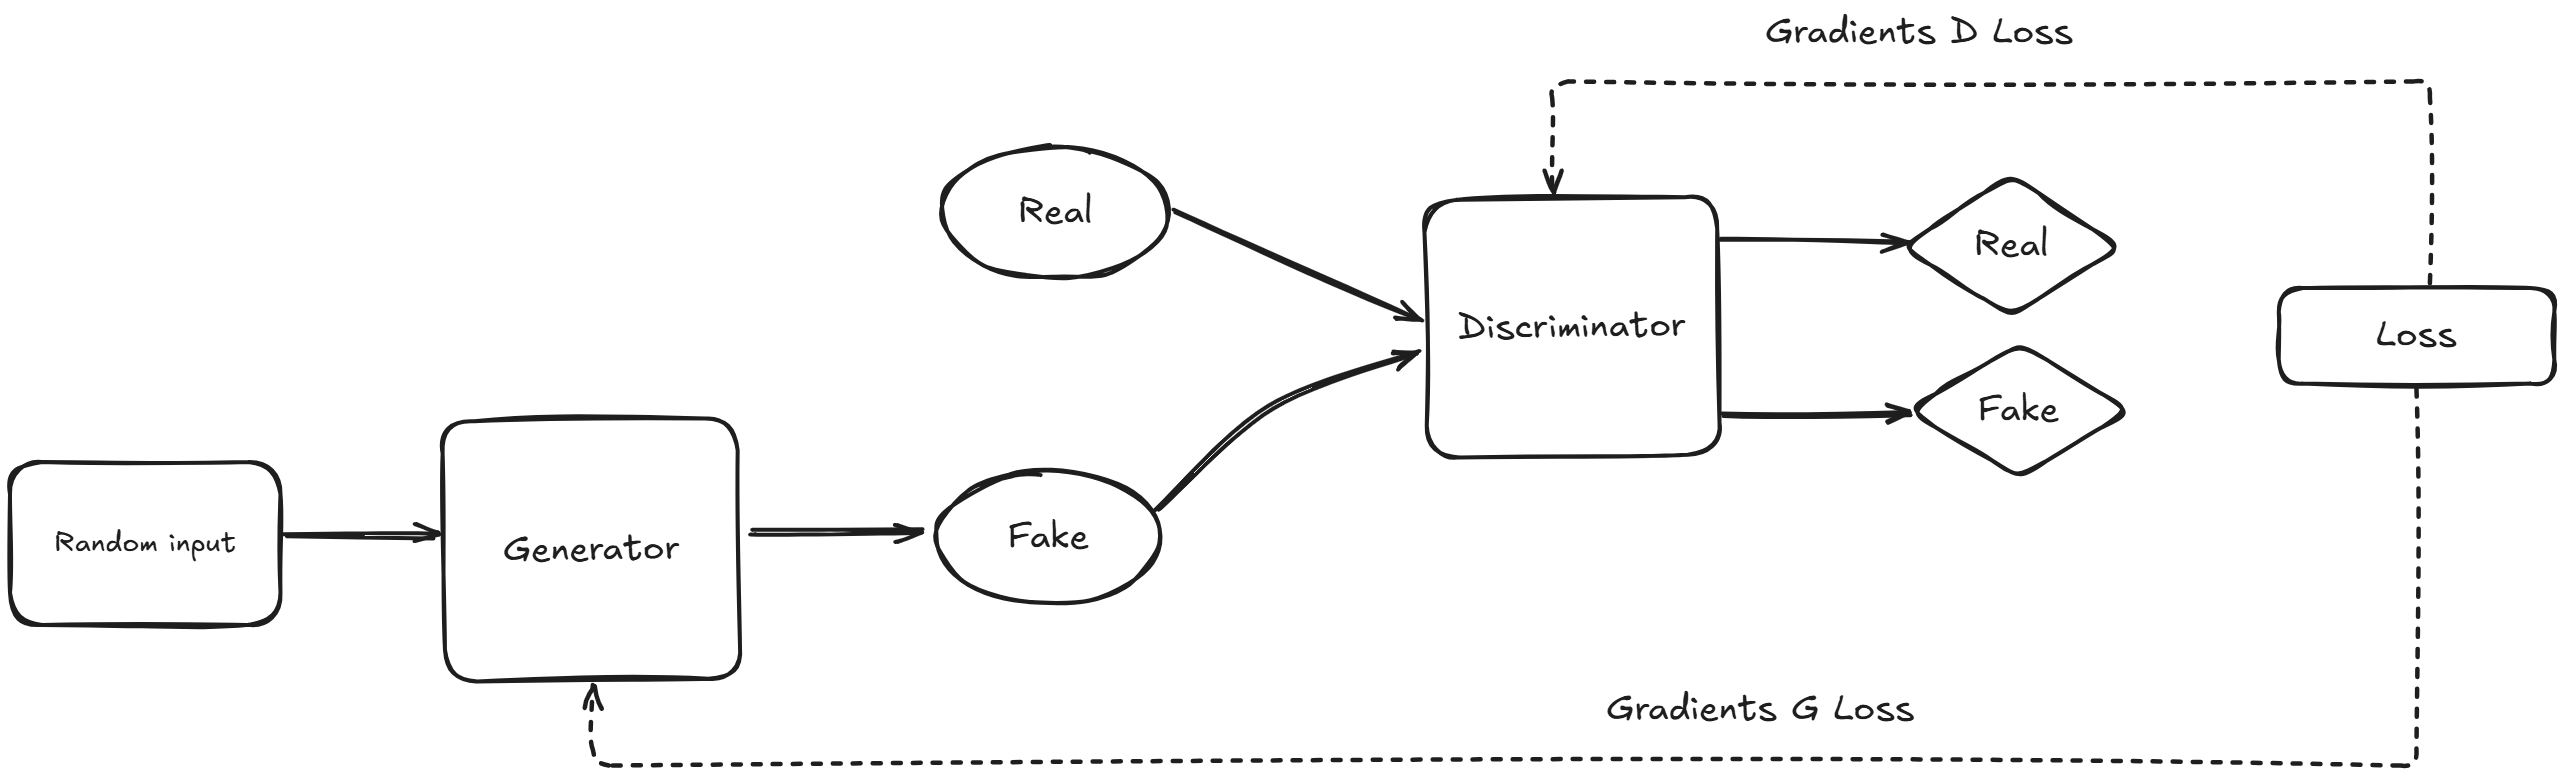 Gradients D Loss
Real
Real
Discriminator
Loss
Fake
Random input
Generator
Fake
Gradients G Loss